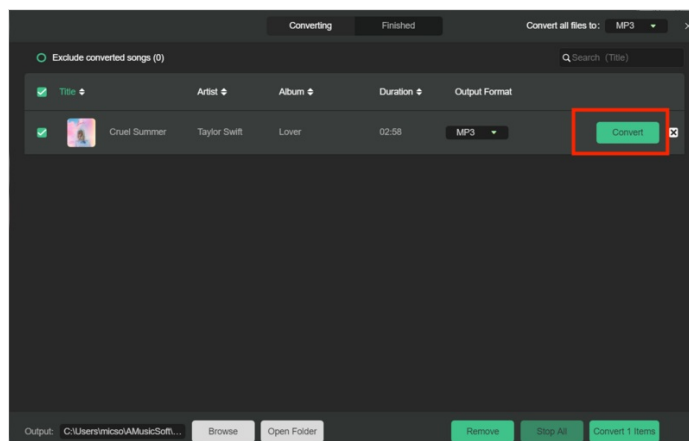 Converting Finished Convert all files to: MP3
Exclude converted songs (0) Search (Title)
Title Artist Album Duration Output Format
Cruel Summer Taylor Swift Lover 02:58 MP3 Convert
Output: C:\Users\micso\AMusicSoft\... Browse Open Folder Remove Stop All Convert 1 Items